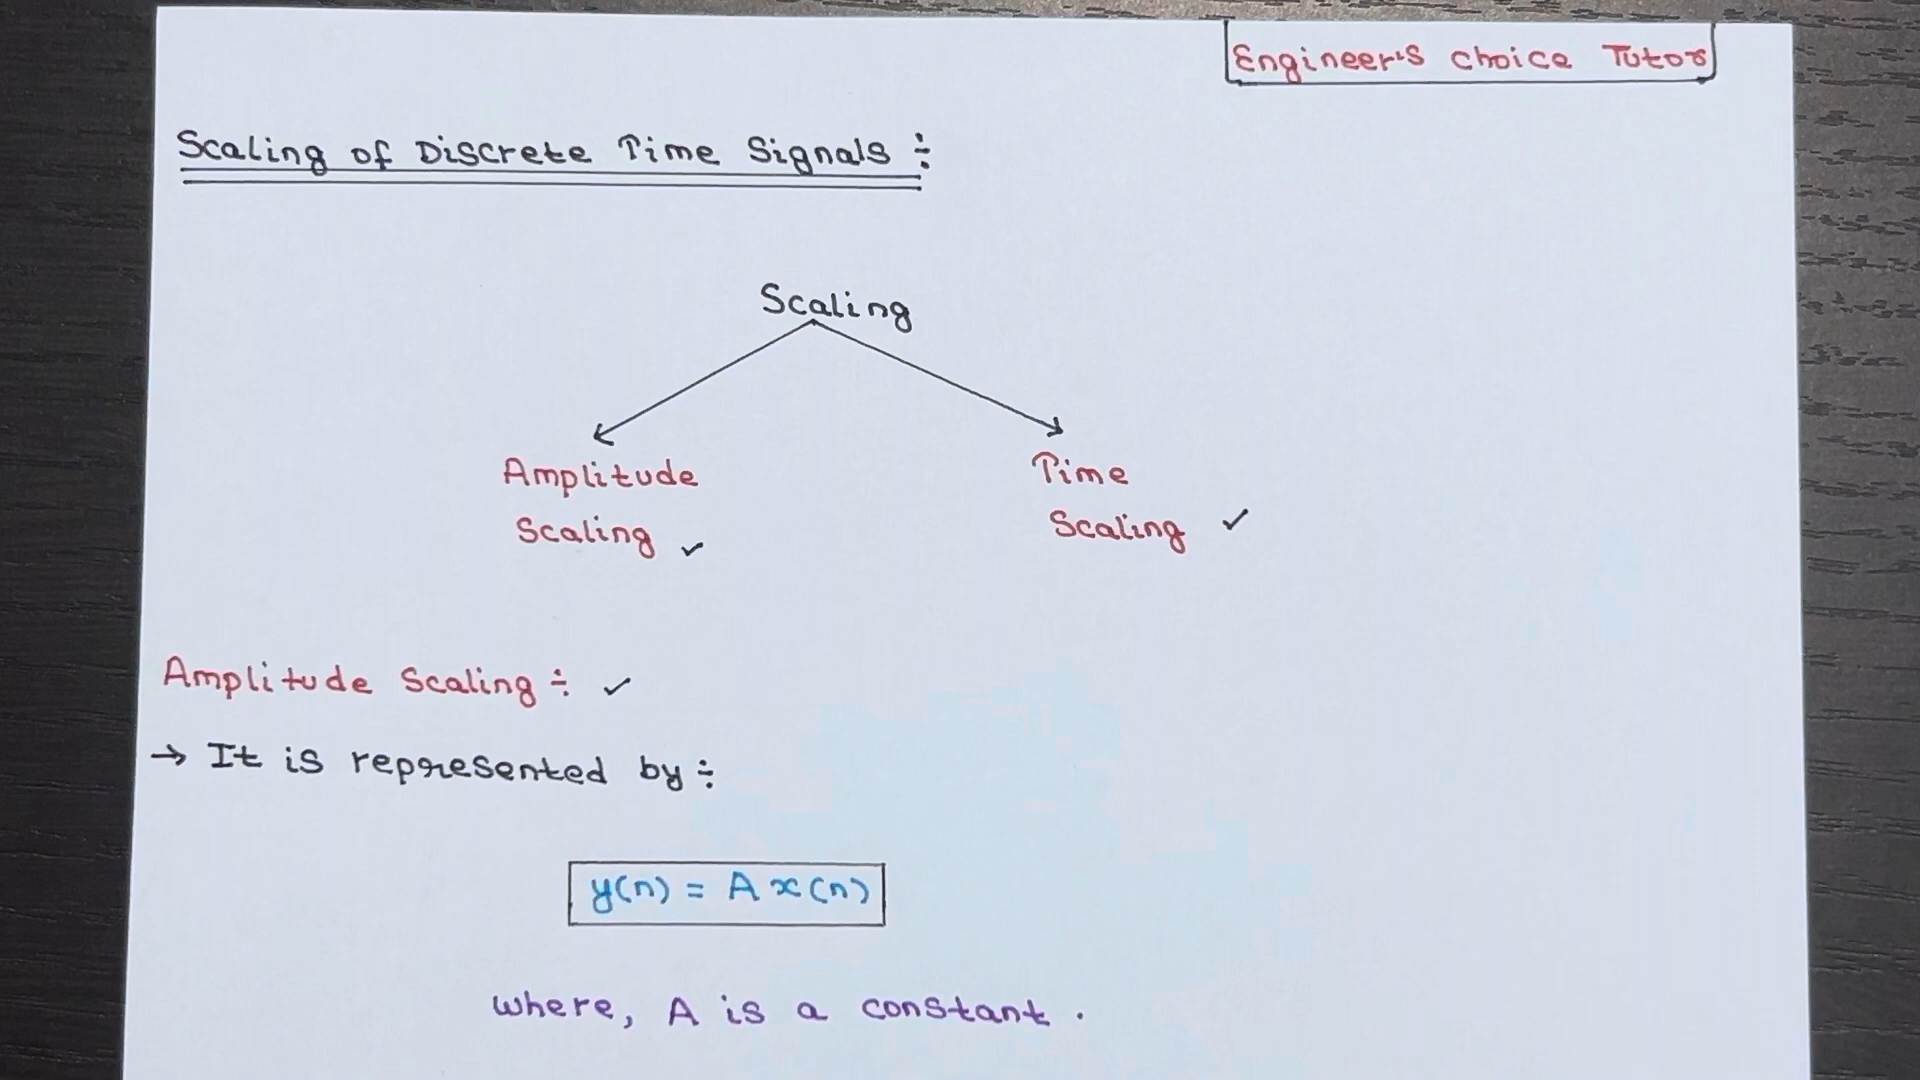 Engineer's Choice Tutor
Scaling of Discrete Time Signals ÷
Scaling
Amplitude
Scaling ✓
Time
Scaling ✓
Amplitude Scaling ÷ ✓
→ It is represented by ÷
y(n) = A x(n)
where, A is a constant .